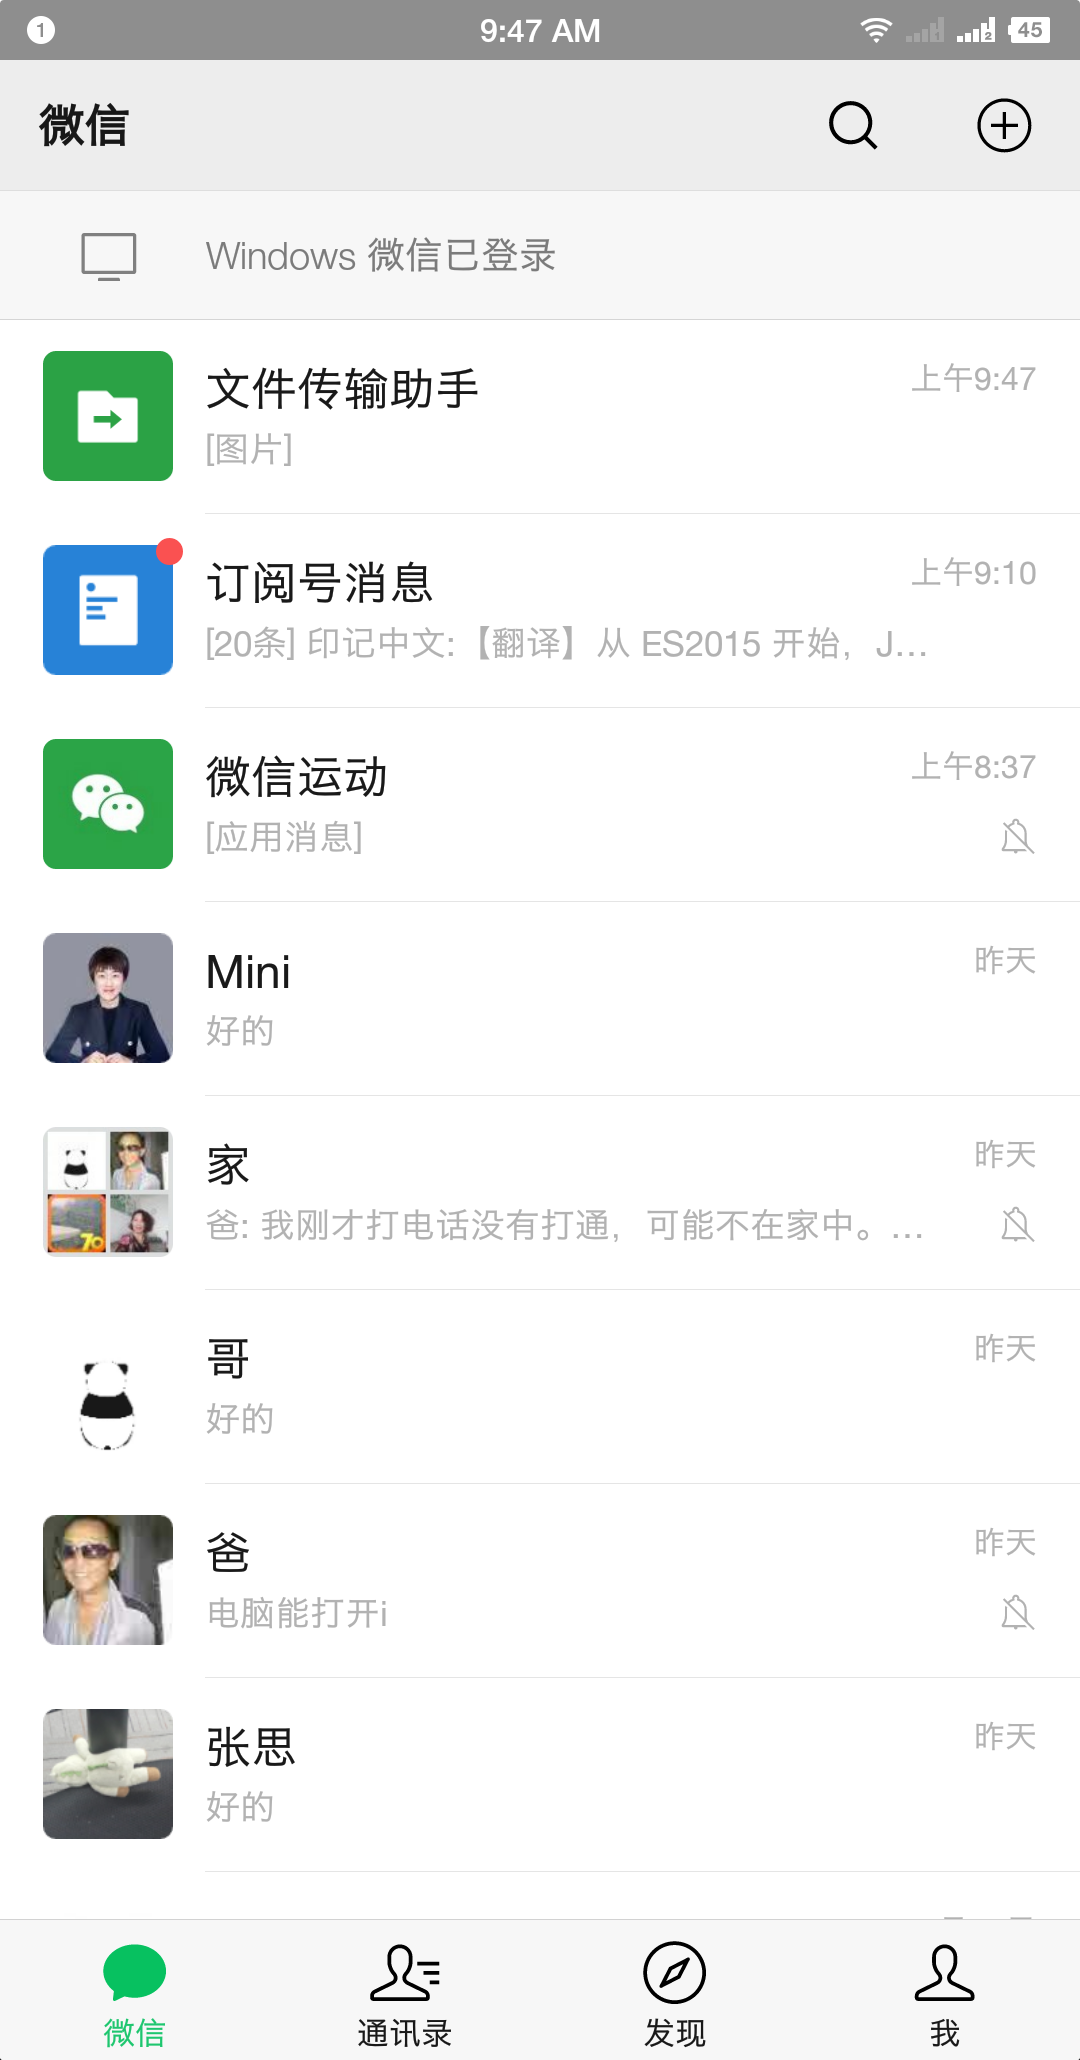 1 9:47 AM 1 2 45
微信
Windows 微信已登录
文件传输助手 上午9:47
[图片]
订阅号消息 上午9:10
[20条] 印记中文:【翻译】从 ES2015 开始，J...
微信运动 上午8:37
[应用消息]
Mini 昨天
好的
家 昨天
爸: 我刚才打电话没有打通，可能不在家中。...
70
哥 昨天
好的
爸 昨天
电脑能打开i
张思 昨天
好的
微信 通讯录 发现 我